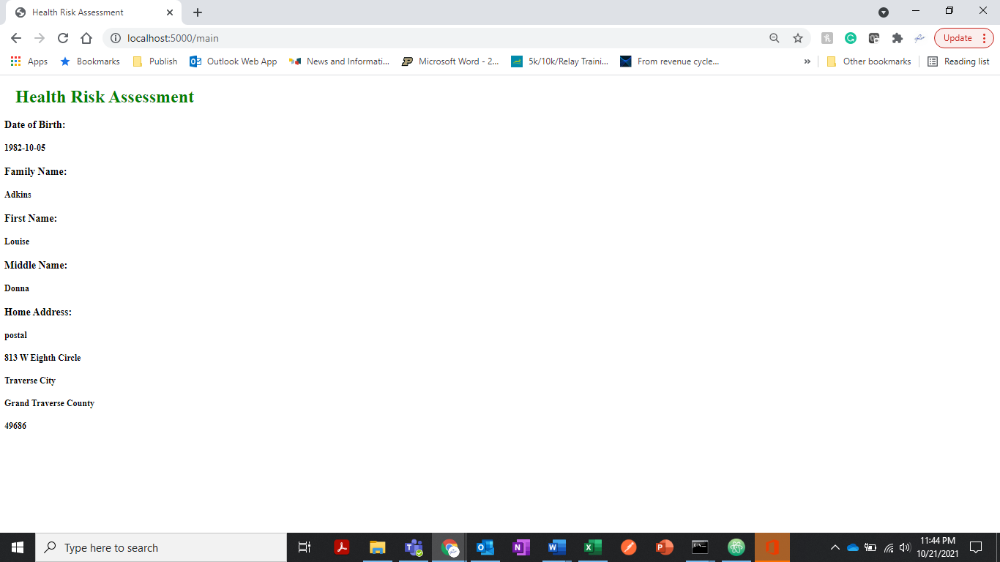 Health Risk Assessment
localhost:5000/main
Update
Apps
Bookmarks
Publish
Outlook Web App
News and Informati...
Microsoft Word - 2...
5k/10k/Relay Traini...
From revenue cycle...
»
Other bookmarks
Reading list
Health Risk Assessment
Date of Birth:
1982-10-05
Family Name:
Adkins
First Name:
Louise
Middle Name:
Donna
Home Address:
postal
813 W Eighth Circle
Traverse City
Grand Traverse County
49686
Type here to search
11:44 PM
10/21/2021